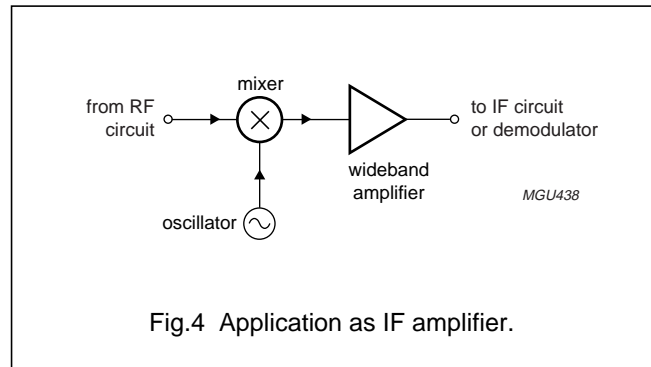 mixer
from RF
circuit
to IF circuit
or demodulator
wideband
amplifier
oscillator
MGU438
Fig.4 Application as IF amplifier.